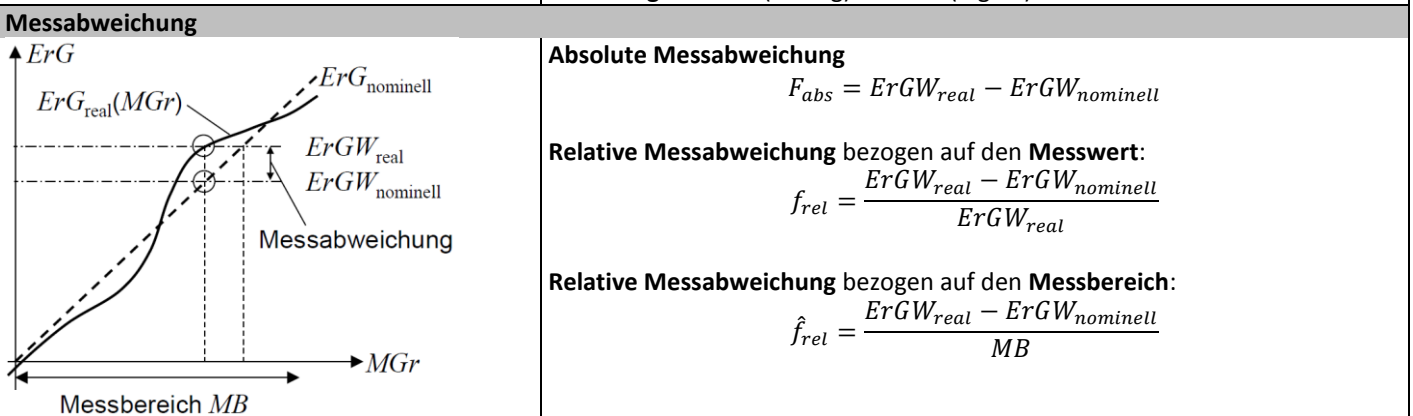 Messabweichung
ErG
ErG_nominell
ErG_real(MGr)
ErGW_real
ErGW_nominell
Messabweichung
MGr
Messbereich MB
Absolute Messabweichung
F_abs = ErGW_real − ErGW_nominell
Relative Messabweichung bezogen auf den Messwert:
f_rel = (ErGW_real − ErGW_nominell) / ErGW_real
Relative Messabweichung bezogen auf den Messbereich:
f̂_rel = (ErGW_real − ErGW_nominell) / MB